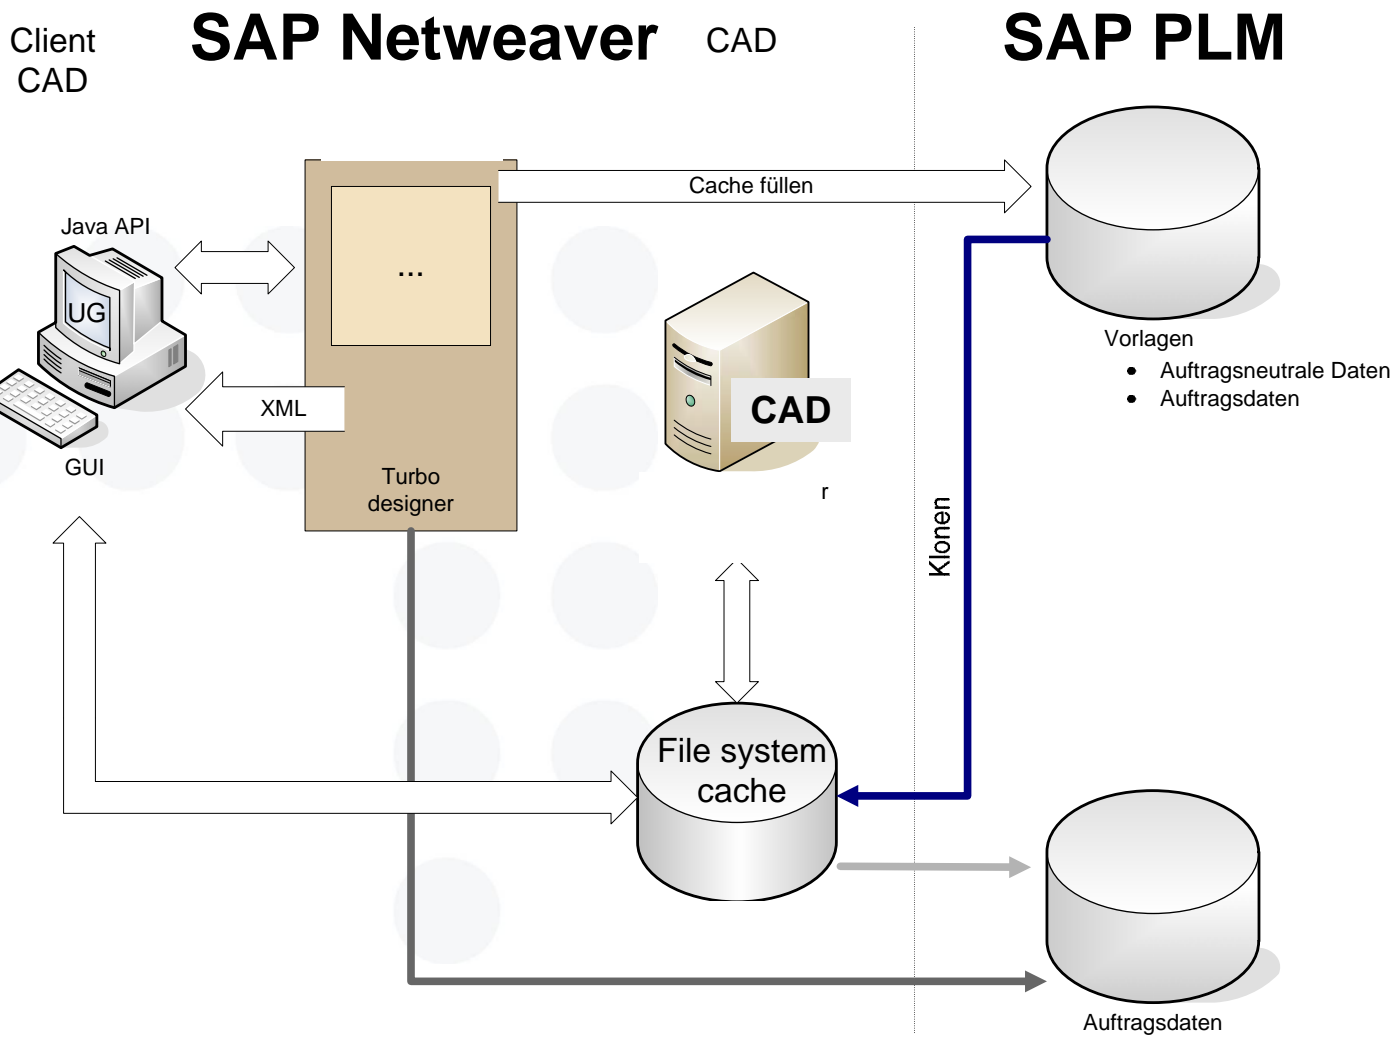 Client
CAD
SAP Netweaver
CAD
SAP PLM
Cache füllen
Java API
...
UG
XML
GUI
Turbo
designer
CAD
r
Vorlagen
• Auftragsneutrale Daten
• Auftragsdaten
Klonen
File system
cache
Auftragsdaten